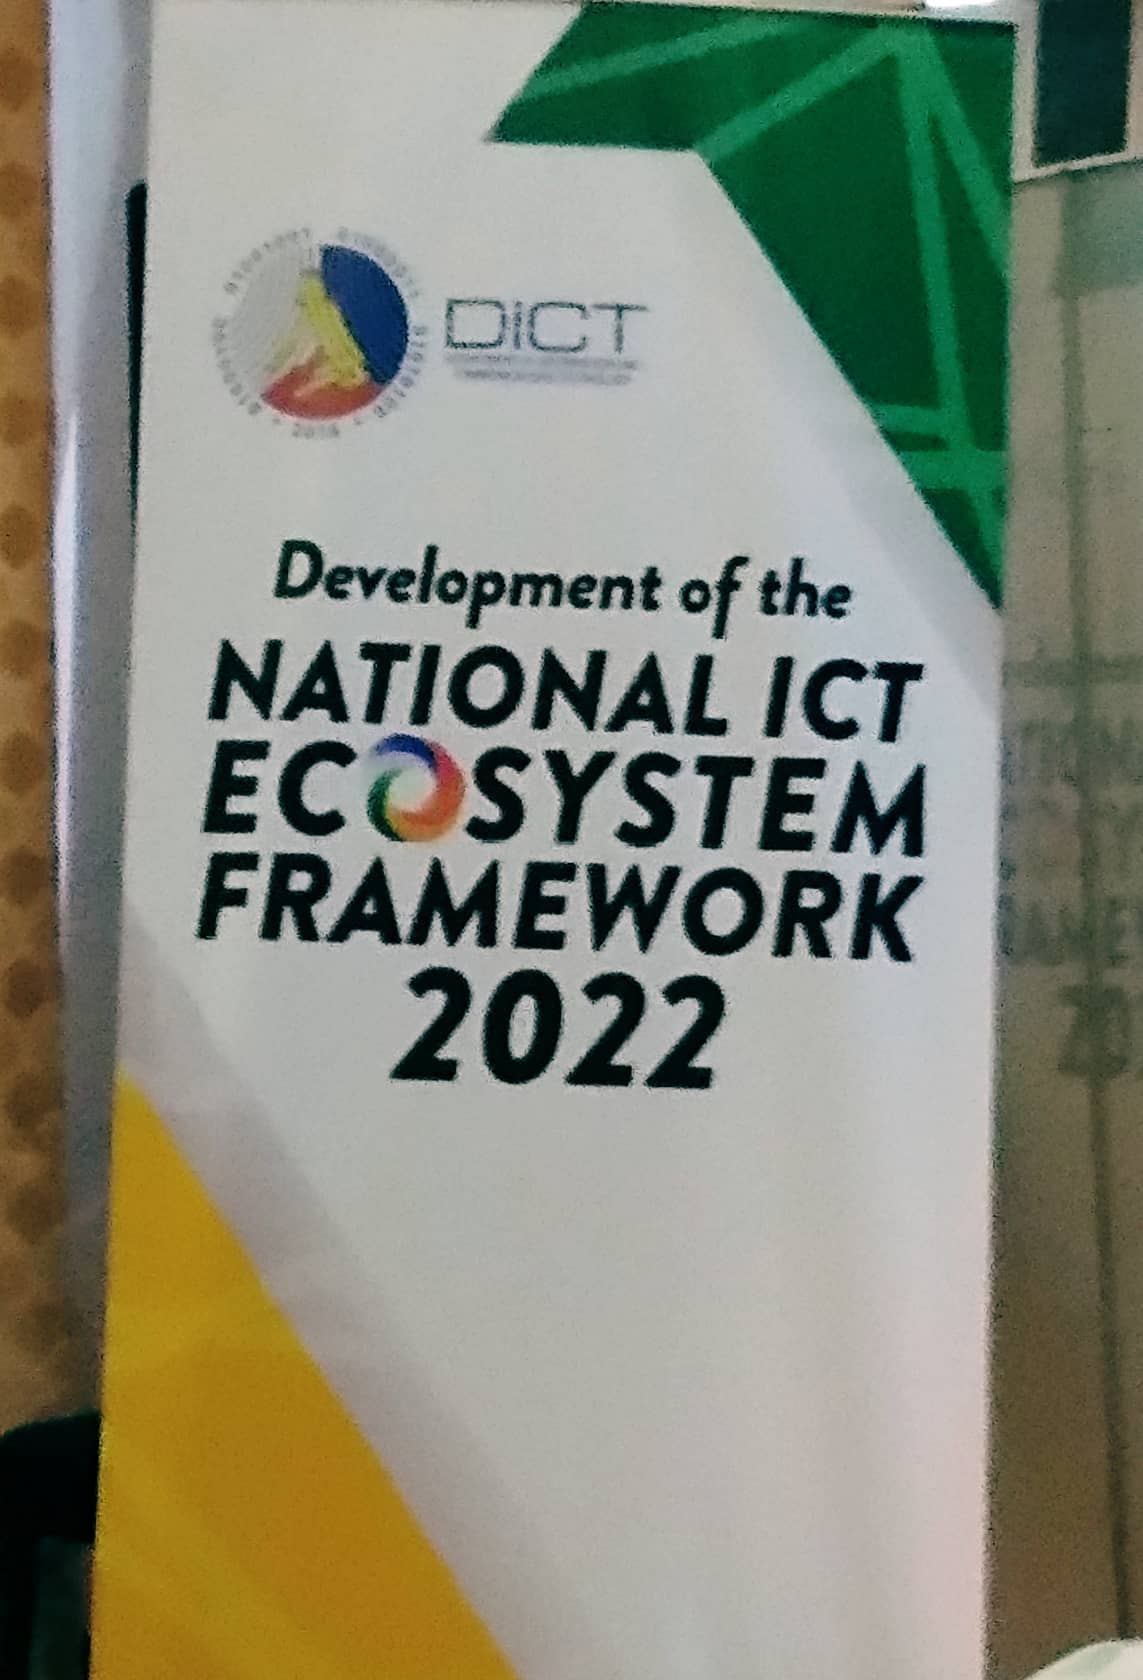 DICT
Development of the
NATIONAL ICT
ECOSYSTEM
FRAMEWORK
2022